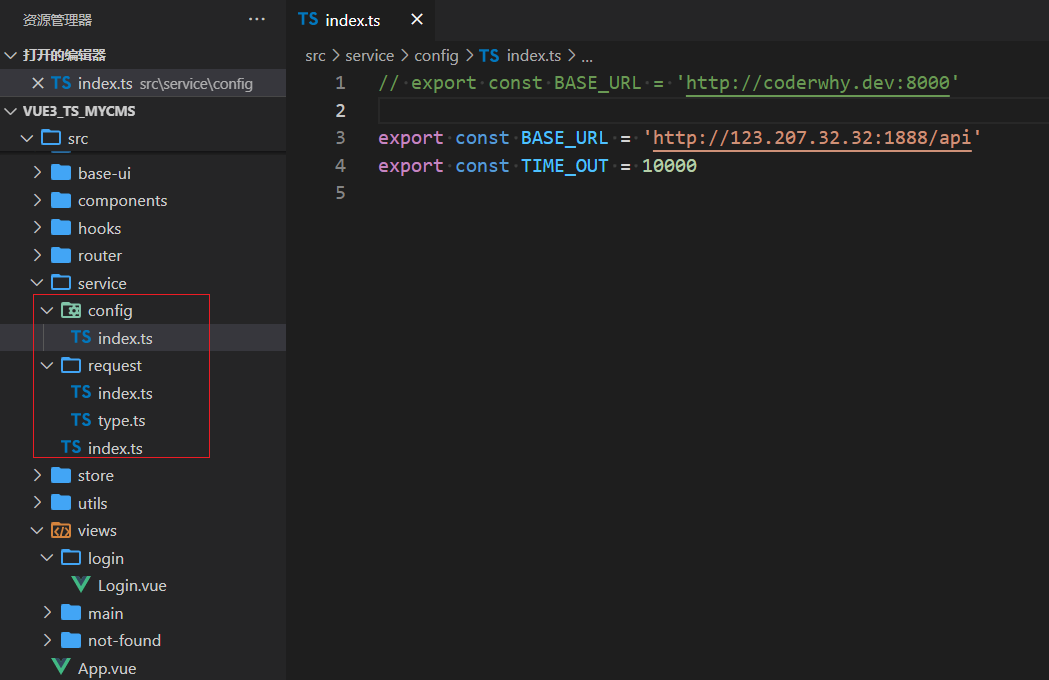 资源管理器 ...
打开的编辑器
TS index.ts src\service\config
VUE3_TS_MYCMS
src
base-ui
components
hooks
router
service
config
TS index.ts
request
TS index.ts
TS type.ts
TS index.ts
store
utils
views
login
Login.vue
main
not-found
App.vue
TS index.ts
src > service > config > TS index.ts > ...
1 // export const BASE_URL = 'http://coderwhy.dev:8000'
2
3 export const BASE_URL = 'http://123.207.32.32:1888/api'
4 export const TIME_OUT = 10000
5